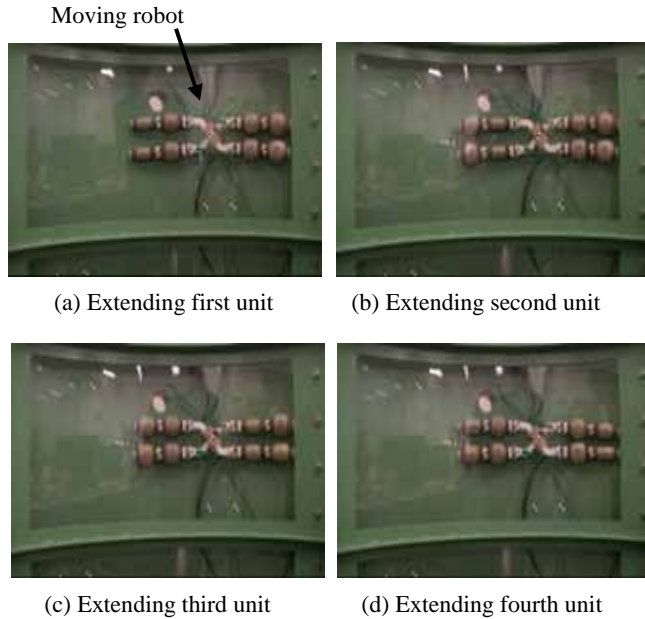 Moving robot
(a) Extending first unit
(b) Extending second unit
(c) Extending third unit
(d) Extending fourth unit